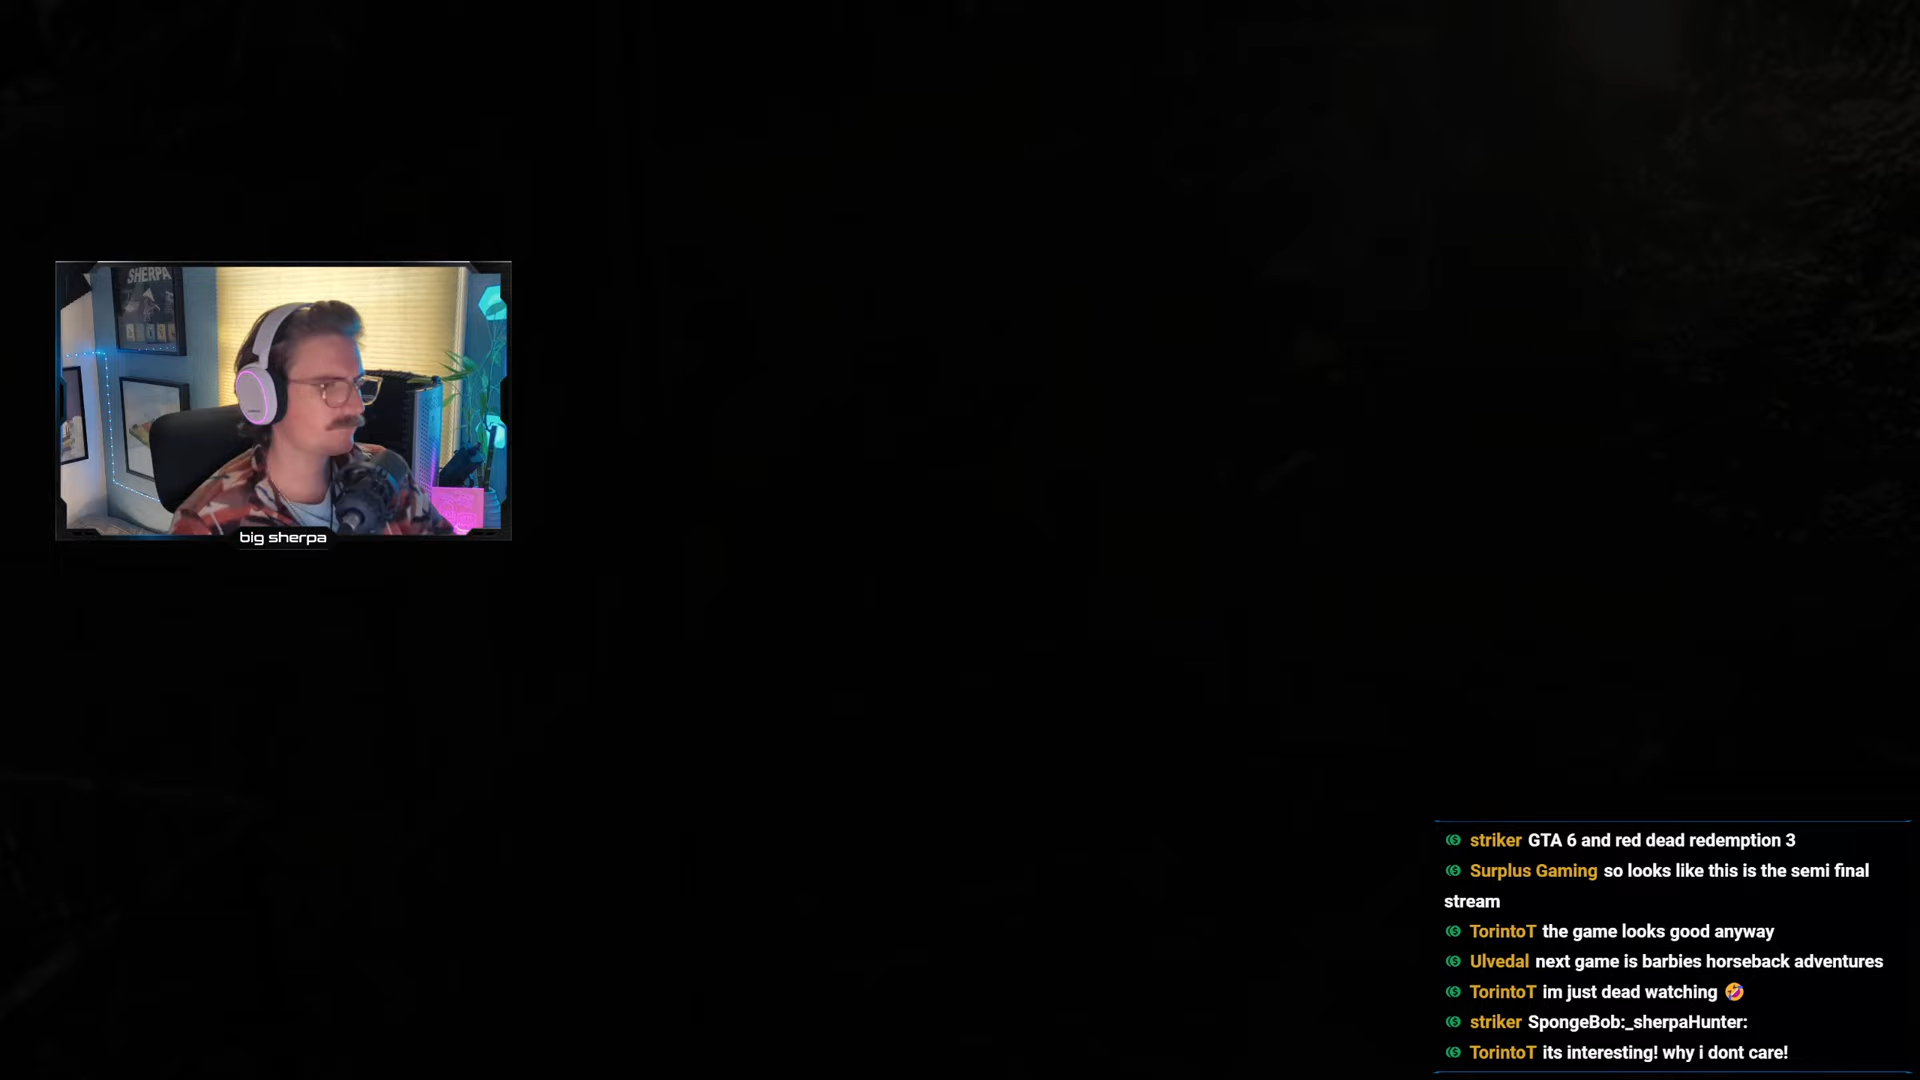 SHERPA
big sherpa
striker GTA 6 and red dead redemption 3
Surplus Gaming so looks like this is the semi final
stream
TorintoT the game looks good anyway
Ulvedal next game is barbies horseback adventures
TorintoT im just dead watching 🤣
striker SpongeBob:_sherpaHunter:
TorintoT its interesting! why i dont care!